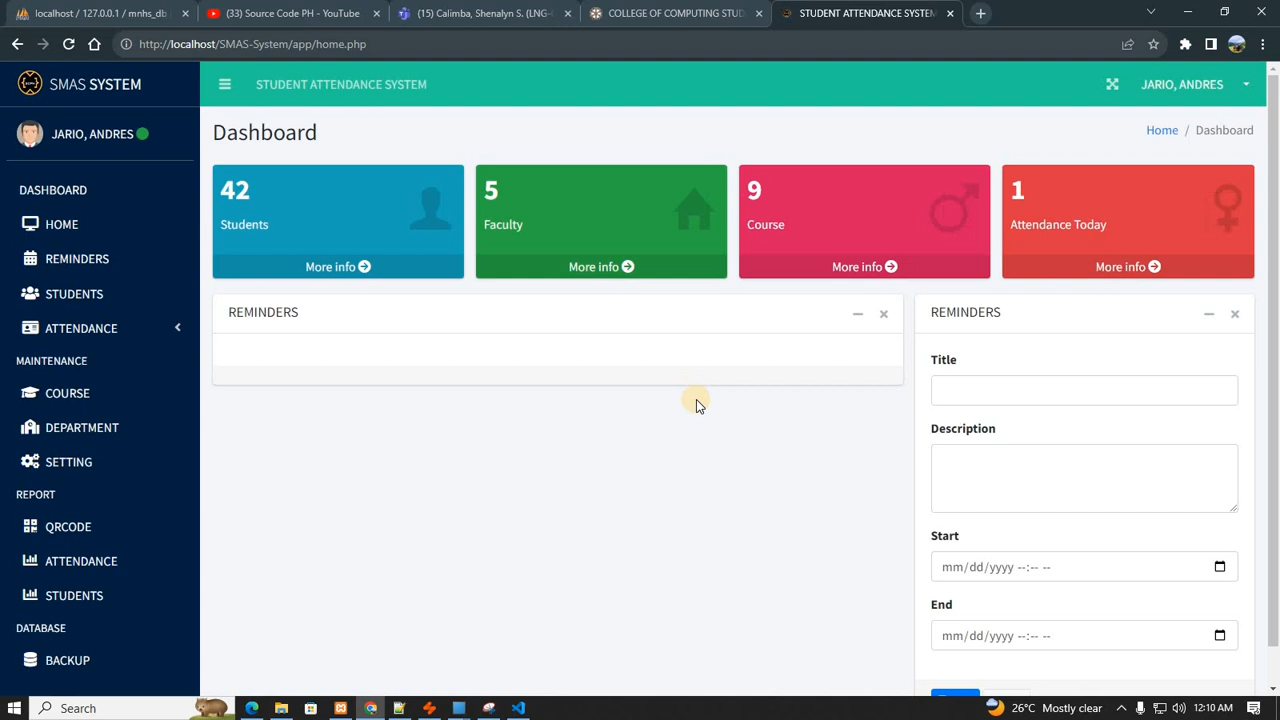 localhost / 127.0.0.1 / mnhs_db
(33) Source Code PH - YouTube
(15) Calimba, Shenalyn S. (LNG-
COLLEGE OF COMPUTING STUD
STUDENT ATTENDANCE SYSTEM
http://localhost/SMAS-System/app/home.php
SMAS SYSTEM
STUDENT ATTENDANCE SYSTEM
JARIO, ANDRES
JARIO, ANDRES
Dashboard
Home / Dashboard
DASHBOARD
HOME
REMINDERS
STUDENTS
ATTENDANCE
MAINTENANCE
COURSE
DEPARTMENT
SETTING
REPORT
QRCODE
ATTENDANCE
STUDENTS
DATABASE
BACKUP
42
Students
More info
5
Faculty
More info
9
Course
More info
1
Attendance Today
More info
REMINDERS
REMINDERS
Title
Description
Start
mm/dd/yyyy --:-- --
End
mm/dd/yyyy --:-- --
Search
26°C Mostly clear
12:10 AM